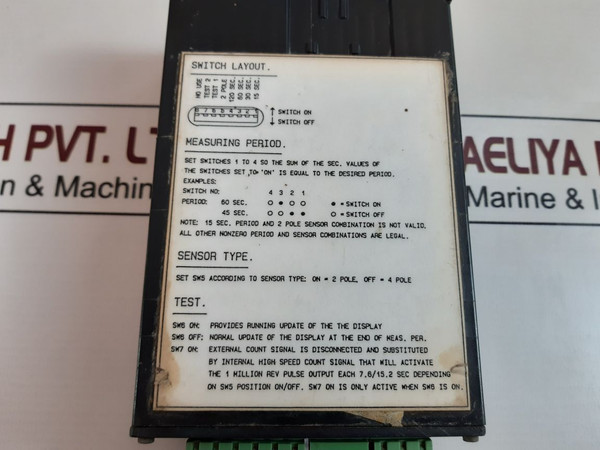 SWITCH LAYOUT.
NO USE
TEST 2
TEST 1
2 POLE
120 SEC.
60 SEC.
30 SEC.
15 SEC.
8 7 6 5 4 3 2 1
↑ SWITCH ON
↓ SWITCH OFF
MEASURING PERIOD.
SET SWITCHES 1 TO 4 SO THE SUM OF THE SEC. VALUES OF
THE SWITCHES SET TO 'ON' IS EQUAL TO THE DESIRED PERIOD.
EXAMPLES:
SWITCH NO: 4 3 2 1
PERIOD: 60 SEC. ○ ● ○ ○ ● = SWITCH ON
45 SEC. ○ ○ ● ● ○ = SWITCH OFF
NOTE: 15 SEC. PERIOD AND 2 POLE SENSOR COMBINATION IS NOT VALID.
ALL OTHER NONZERO PERIOD AND SENSOR COMBINATIONS ARE LEGAL.
SENSOR TYPE.
SET SW5 ACCORDING TO SENSOR TYPE: ON = 2 POLE, OFF = 4 POLE
TEST.
SW6 ON: PROVIDES RUNNING UPDATE OF THE THE DISPLAY
SW6 OFF: NORMAL UPDATE OF THE DISPLAY AT THE END OF MEAS. PER.
SW7 ON: EXTERNAL COUNT SIGNAL IS DISCONNECTED AND SUBSTITUTED
BY INTERNAL HIGH SPEED COUNT SIGNAL THAT WILL ACTIVATE
THE 1 MILLION REV PULSE OUTPUT EACH 7.6/15.2 SEC DEPENDING
ON SW5 POSITION ON/OFF. SW7 ON IS ONLY ACTIVE WHEN SW6 IS ON.
H PVT. LT
n & Machin
AELIYA
Marine & I